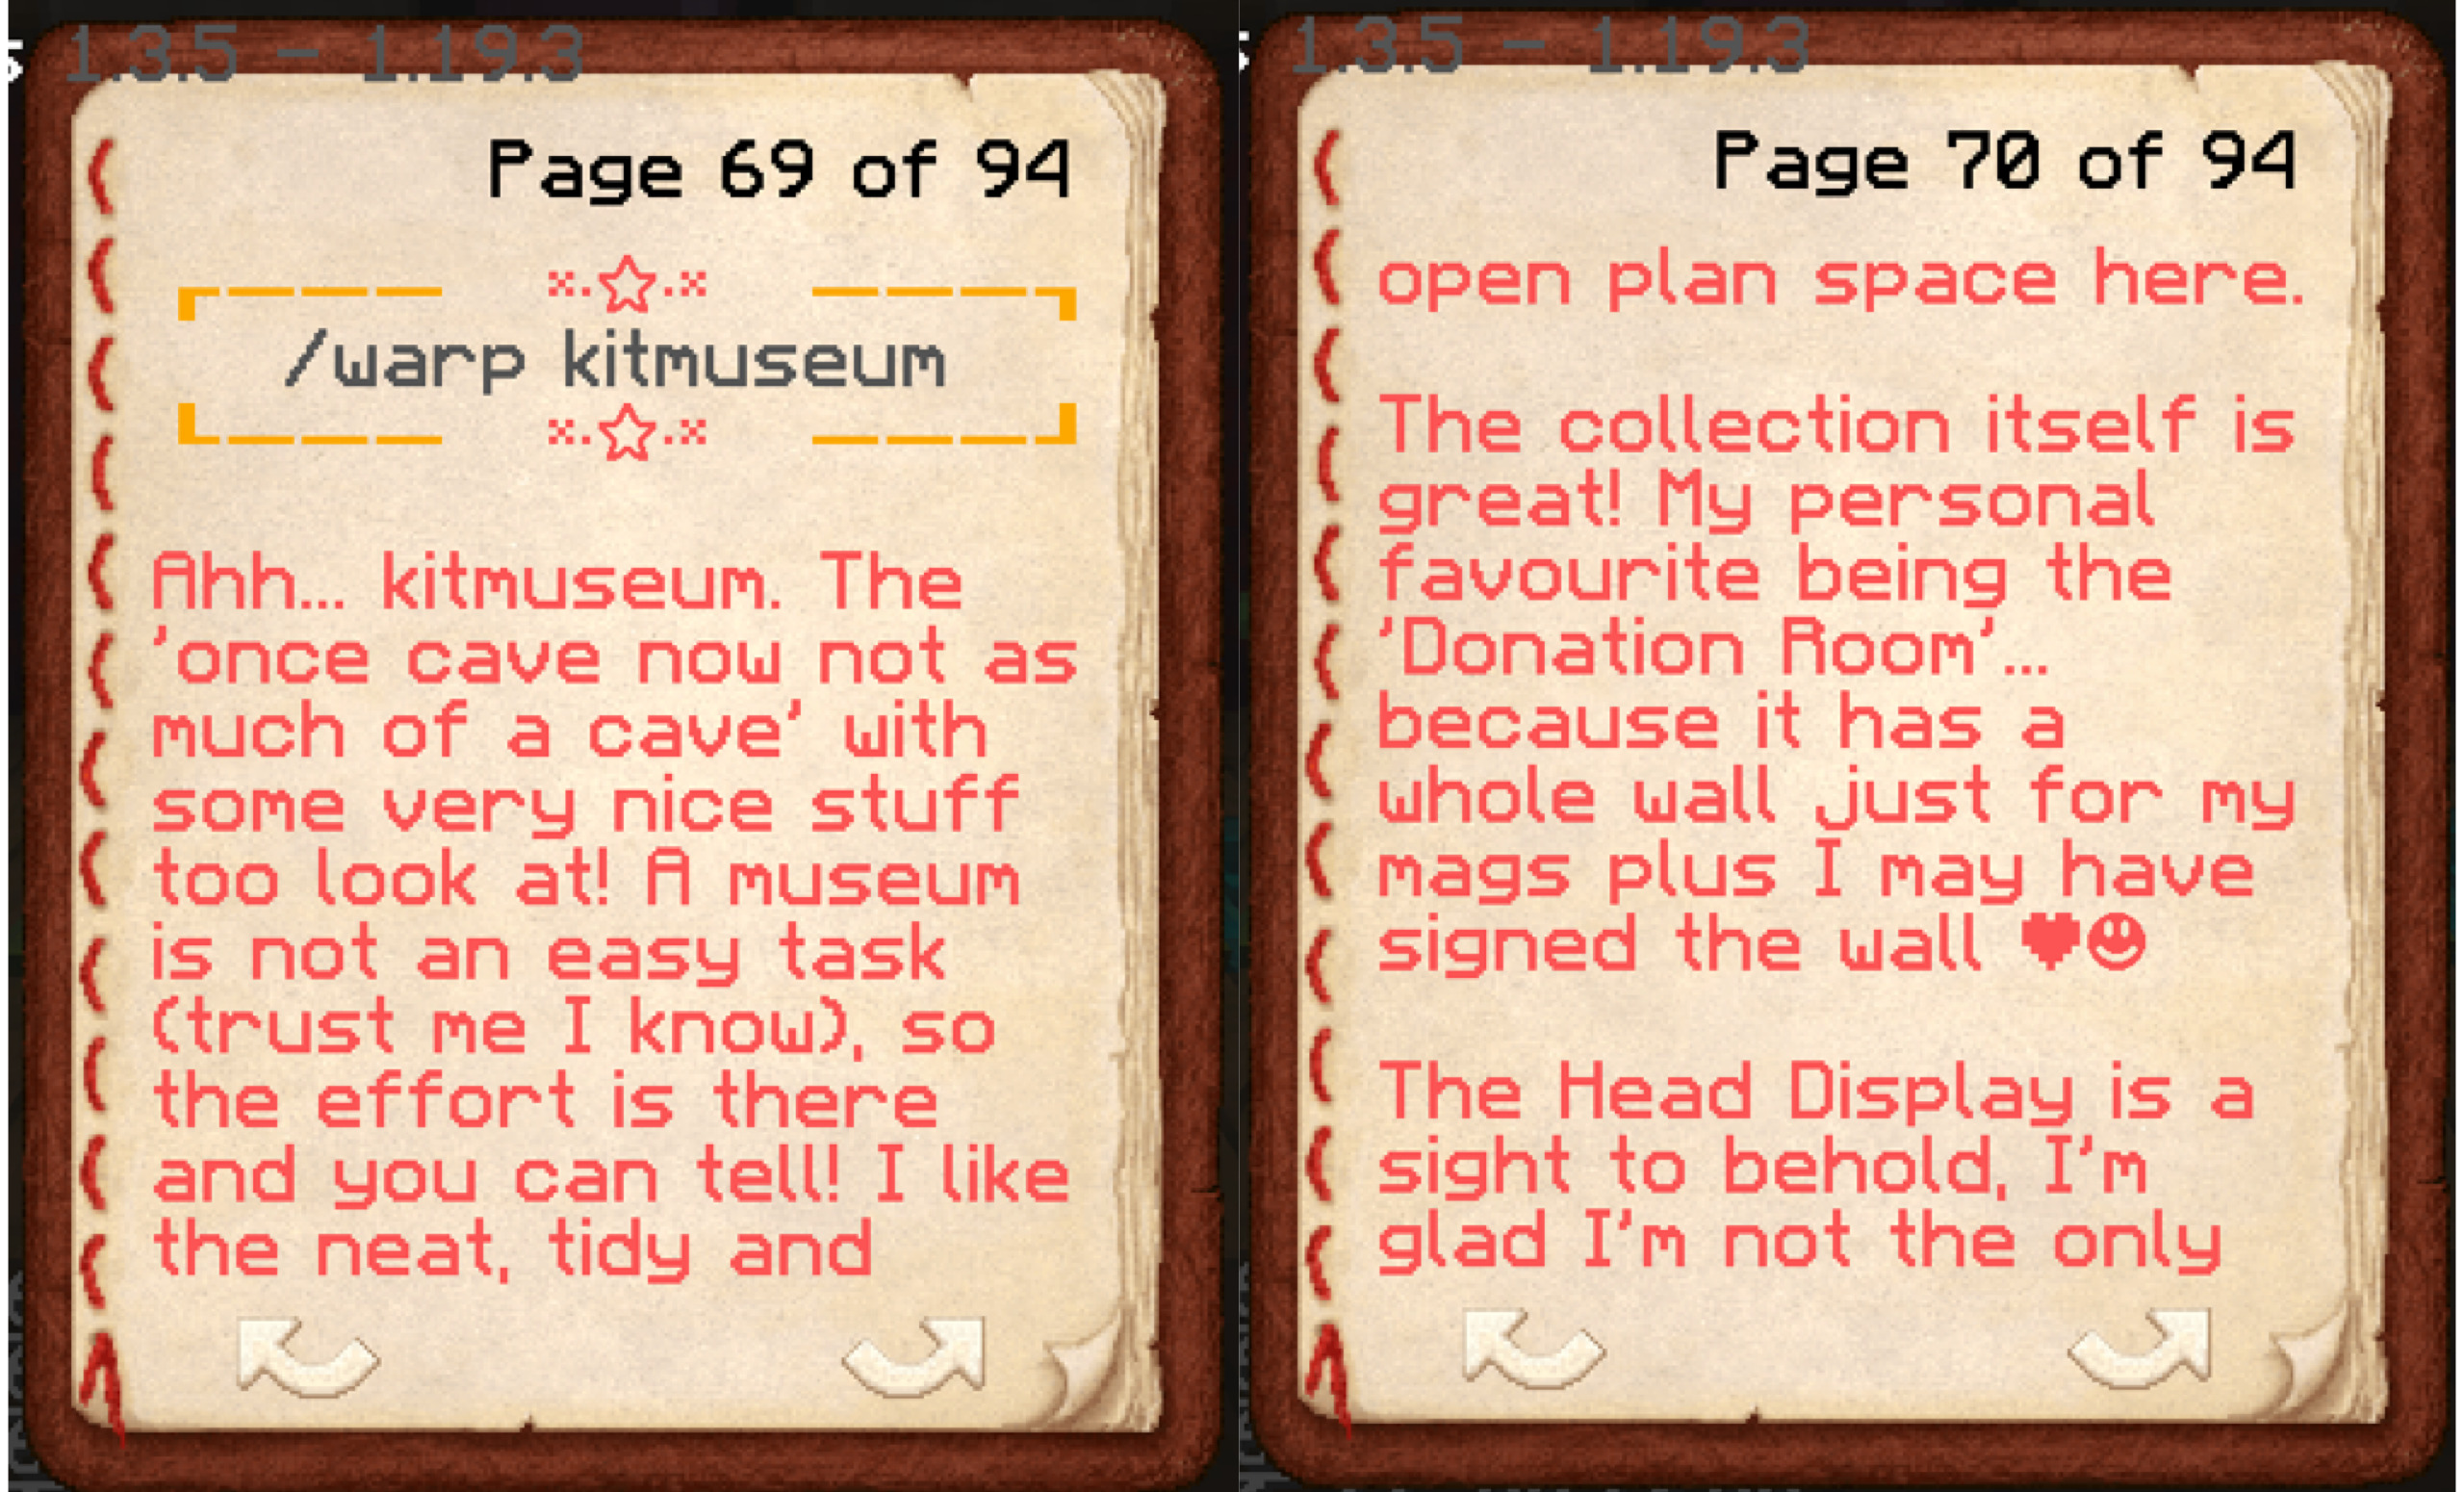 1.3.5 - 1.19.3
Page 69 of 94
/warp kitmuseum
Ahh... kitmuseum. The
'once cave now not as
much of a cave' with
some very nice stuff
too look at! A museum
is not an easy task
(trust me I know), so
the effort is there
and you can tell! I like
the neat, tidy and
1.3.5 - 1.19.3
Page 70 of 94
open plan space here.
The collection itself is
great! My personal
favourite being the
'Donation Room'...
because it has a
whole wall just for my
mags plus I may have
signed the wall ♥☻
The Head Display is a
sight to behold, I'm
glad I'm not the only